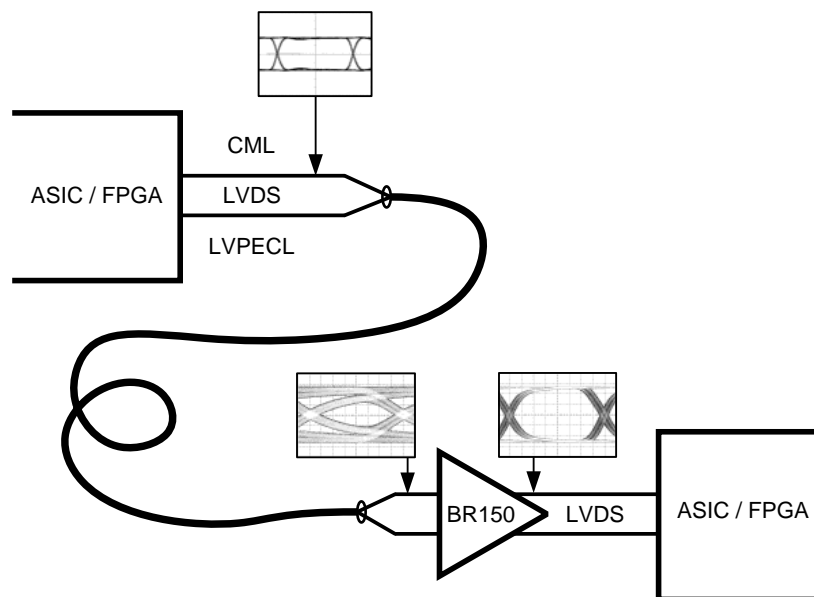 CML
ASIC / FPGA
LVDS
LVPECL
BR150
LVDS
ASIC / FPGA